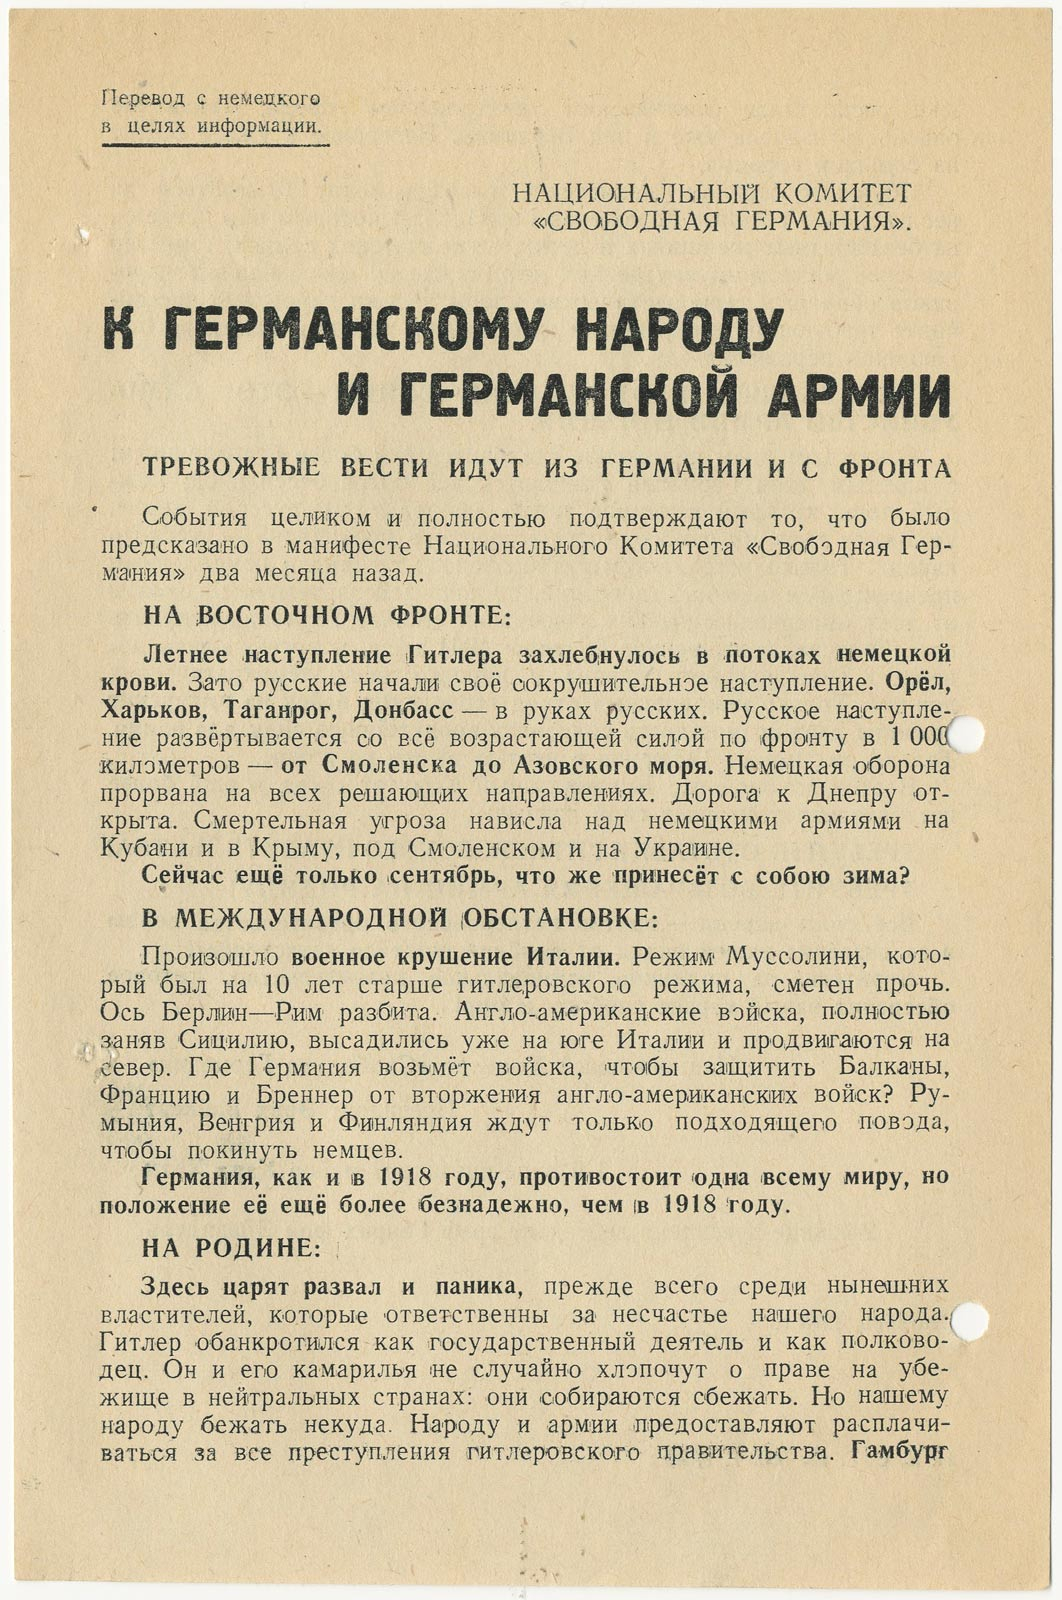 Перевод с немецкого
в целях информации.
НАЦИОНАЛЬНЫЙ КОМИТЕТ
«СВОБОДНАЯ ГЕРМАНИЯ».
К ГЕРМАНСКОМУ НАРОДУ
И ГЕРМАНСКОЙ АРМИИ
ТРЕВОЖНЫЕ ВЕСТИ ИДУТ ИЗ ГЕРМАНИИ И С ФРОНТА
События целиком и полностью подтверждают то, что было
предсказано в манифесте Национального Комитета «Свободная Гер-
мания» два месяца назад.
НА ВОСТОЧНОМ ФРОНТЕ:
Летнее наступление Гитлера захлебнулось в потоках немецкой
крови. Зато русские начали своё сокрушительное наступление. Орёл,
Харьков, Таганрог, Донбасс — в руках русских. Русское наступле-
ние развёртывается со всё возрастающей силой по фронту в 1 000
километров — от Смоленска до Азовского моря. Немецкая оборона
прорвана на всех решающих направлениях. Дорога к Днепру от-
крыта. Смертельная угроза нависла над немецкими армиями на
Кубани и в Крыму, под Смоленском и на Украине.
Сейчас ещё только сентябрь, что же принесёт с собою зима?
В МЕЖДУНАРОДНОЙ ОБСТАНОВКЕ:
Произошло военное крушение Италии. Режим Муссолини, кото-
рый был на 10 лет старше гитлеровского режима, сметен прочь.
Ось Берлин—Рим разбита. Англо-американские войска, полностью
заняв Сицилию, высадились уже на юге Италии и продвигаются на
север. Где Германия возьмёт войска, чтобы защитить Балканы,
Францию и Бреннер от вторжения англо-американских войск? Ру-
мыния, Венгрия и Финляндия ждут только подходящего повода,
чтобы покинуть немцев.
Германия, как и в 1918 году, противостоит одна всему миру, но
положение её ещё более безнадежно, чем в 1918 году.
НА РОДИНЕ:
Здесь царят развал и паника, прежде всего среди нынешних
властителей, которые ответственны за несчастье нашего народа.
Гитлер обанкротился как государственный деятель и как полково-
дец. Он и его камарилья не случайно хлопочут о праве на убе-
жище в нейтральных странах: они собираются сбежать. Но нашему
народу бежать некуда. Народу и армии предоставляют расплачи-
ваться за все преступления гитлеровского правительства. Гамбург